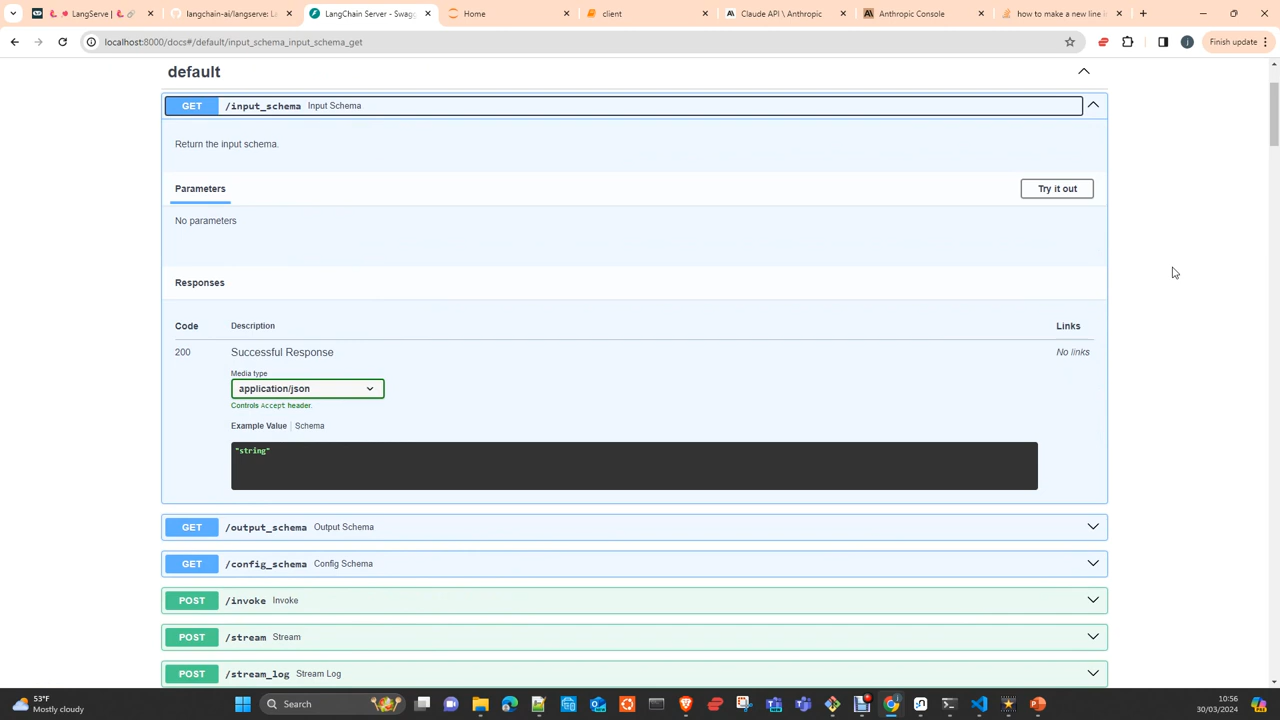 LangServe | 
langchain-ai/langserve: La
LangChain Server - Swagg
Home
client
Claude API \ Anthropic
Anthropic Console
how to make a new line i
localhost:8000/docs#/default/input_schema_input_schema_get
j
Finish update
default
GET /input_schema Input Schema
Return the input schema.
Parameters
Try it out
No parameters
Responses
Code Description Links
200 Successful Response No links
Media type
application/json
Controls Accept header.
Example Value | Schema
"string"
GET /output_schema Output Schema
GET /config_schema Config Schema
POST /invoke Invoke
POST /stream Stream
POST /stream_log Stream Log
53°F
Mostly cloudy
Search
10:56
30/03/2024